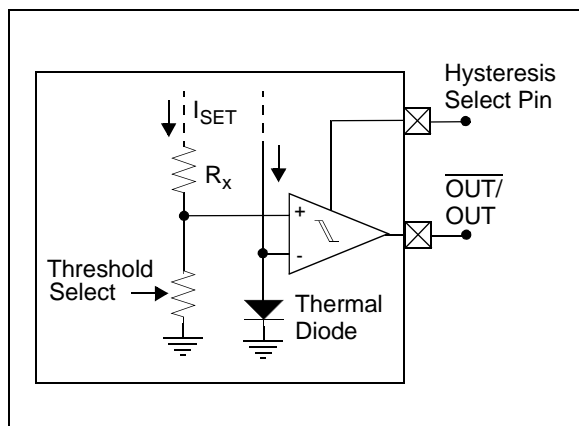 Hysteresis
Select Pin
I_SET
R_x
OUT/
OUT
+
-
Threshold
Select
Thermal
Diode